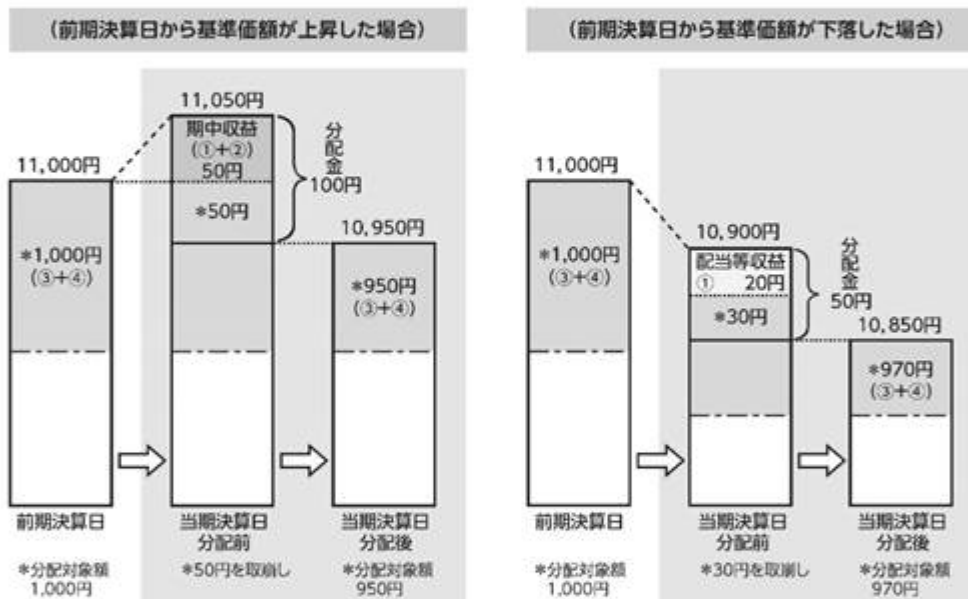 (前期決算日から基準価額が上昇した場合)
11,050円
期中収益
(①+②)
50円
分配金
100円
11,000円
*50円
10,950円
*1,000円
(③+④)
*950円
(③+④)
前期決算日
当期決算日
分配前
当期決算日
分配後
*分配対象額
1,000円
*50円を取崩し
*分配対象額
950円
(前期決算日から基準価額が下落した場合)
11,000円
10,900円
*1,000円
(③+④)
配当等収益
① 20円
分配金
50円
*30円
10,850円
*970円
(③+④)
前期決算日
当期決算日
分配前
当期決算日
分配後
*分配対象額
1,000円
*30円を取崩し
*分配対象額
970円